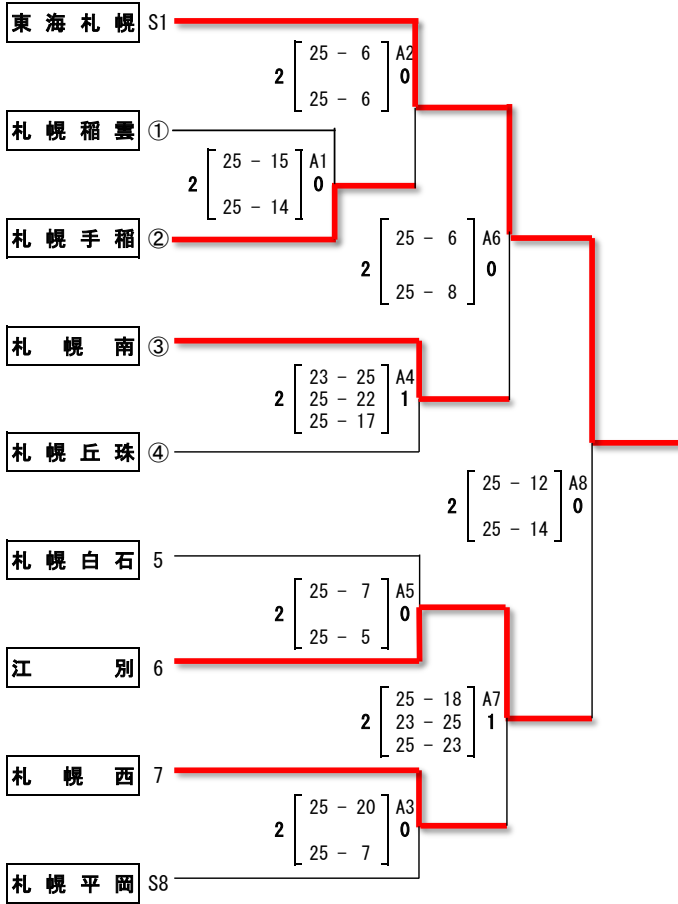 東海札幌 S1
25 - 6 A2
2 0
25 - 6
札幌稲雲 ①
25 - 15 A1
2 0
25 - 14
札幌手稲 ②
25 - 6 A6
2 0
25 - 8
札幌南 ③
23 - 25 A4
2 25 - 22 1
25 - 17
札幌丘珠 ④
25 - 12 A8
2 0
25 - 14
札幌白石 5
25 - 7 A5
2 0
25 - 5
江別 6
25 - 18 A7
2 23 - 25 1
25 - 23
札幌西 7
25 - 20 A3
2 0
25 - 7
札幌平岡 S8